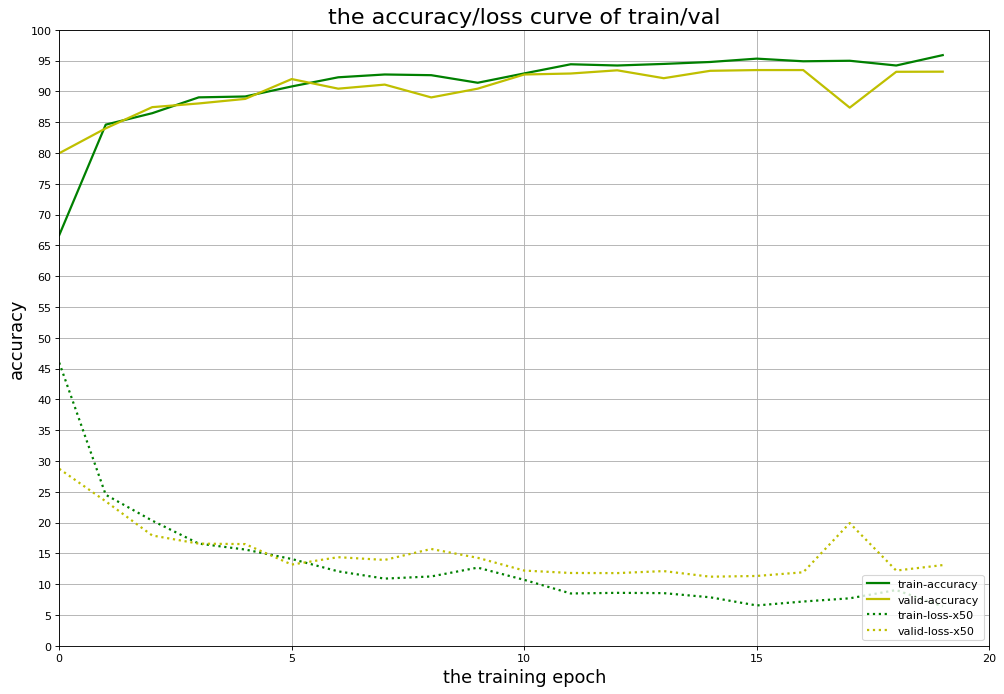 the accuracy/loss curve of train/val
100
95
90
85
80
75
70
65
60
55
50
45
40
35
30
25
20
15
10
5
0
accuracy
0 5 10 15 20
the training epoch
train-accuracy
valid-accuracy
train-loss-x50
valid-loss-x50